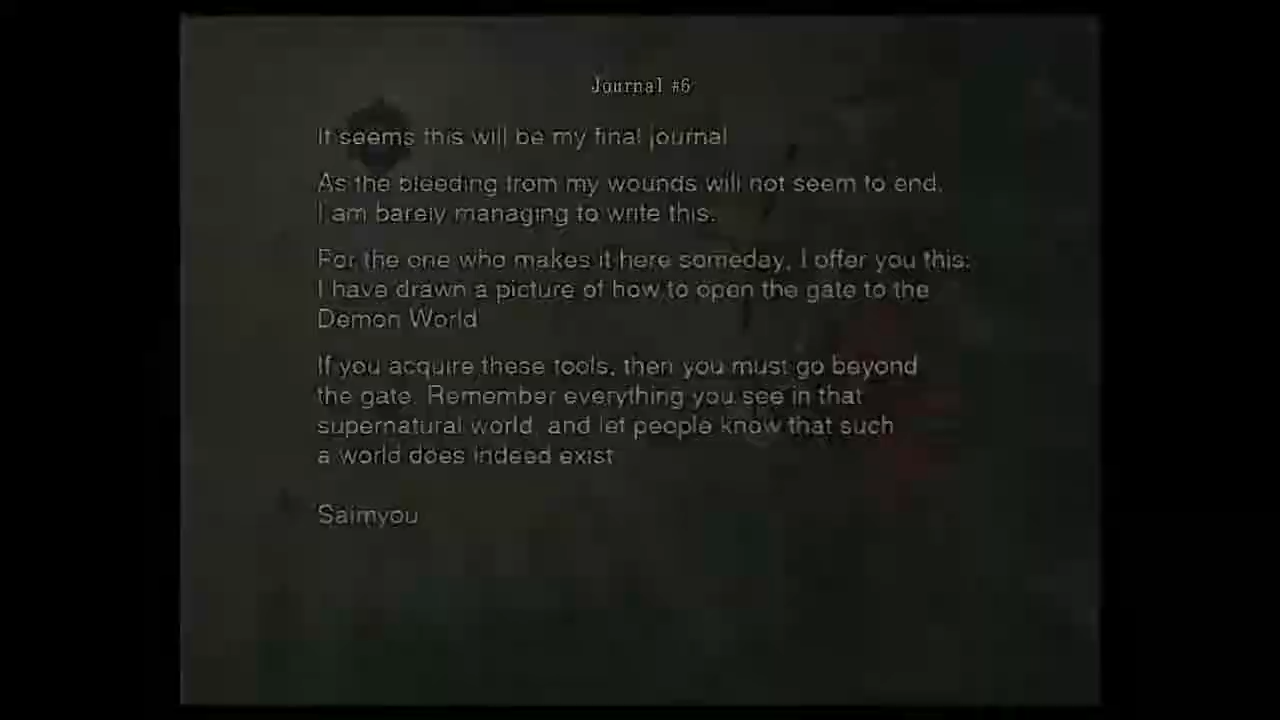 Journal #6
It seems this will be my final journal
As the bleeding from my wounds will not seem to end,
I am barely managing to write this.
For the one who makes it here someday, I offer you this:
I have drawn a picture of how to open the gate to the
Demon World
If you acquire these tools, then you must go beyond
the gate. Remember everything you see in that
supernatural world, and let people know that such
a world does indeed exist
Saimyou